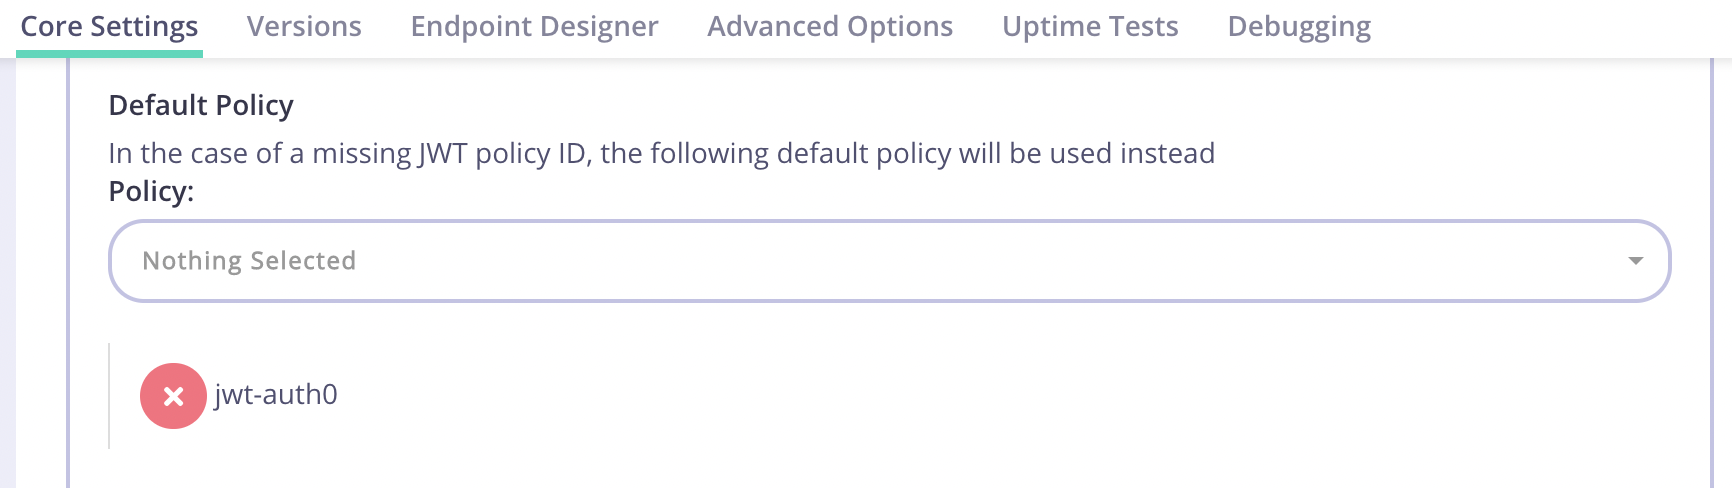 Core Settings Versions Endpoint Designer Advanced Options Uptime Tests Debugging
Default Policy
In the case of a missing JWT policy ID, the following default policy will be used instead
Policy:
Nothing Selected
jwt-auth0